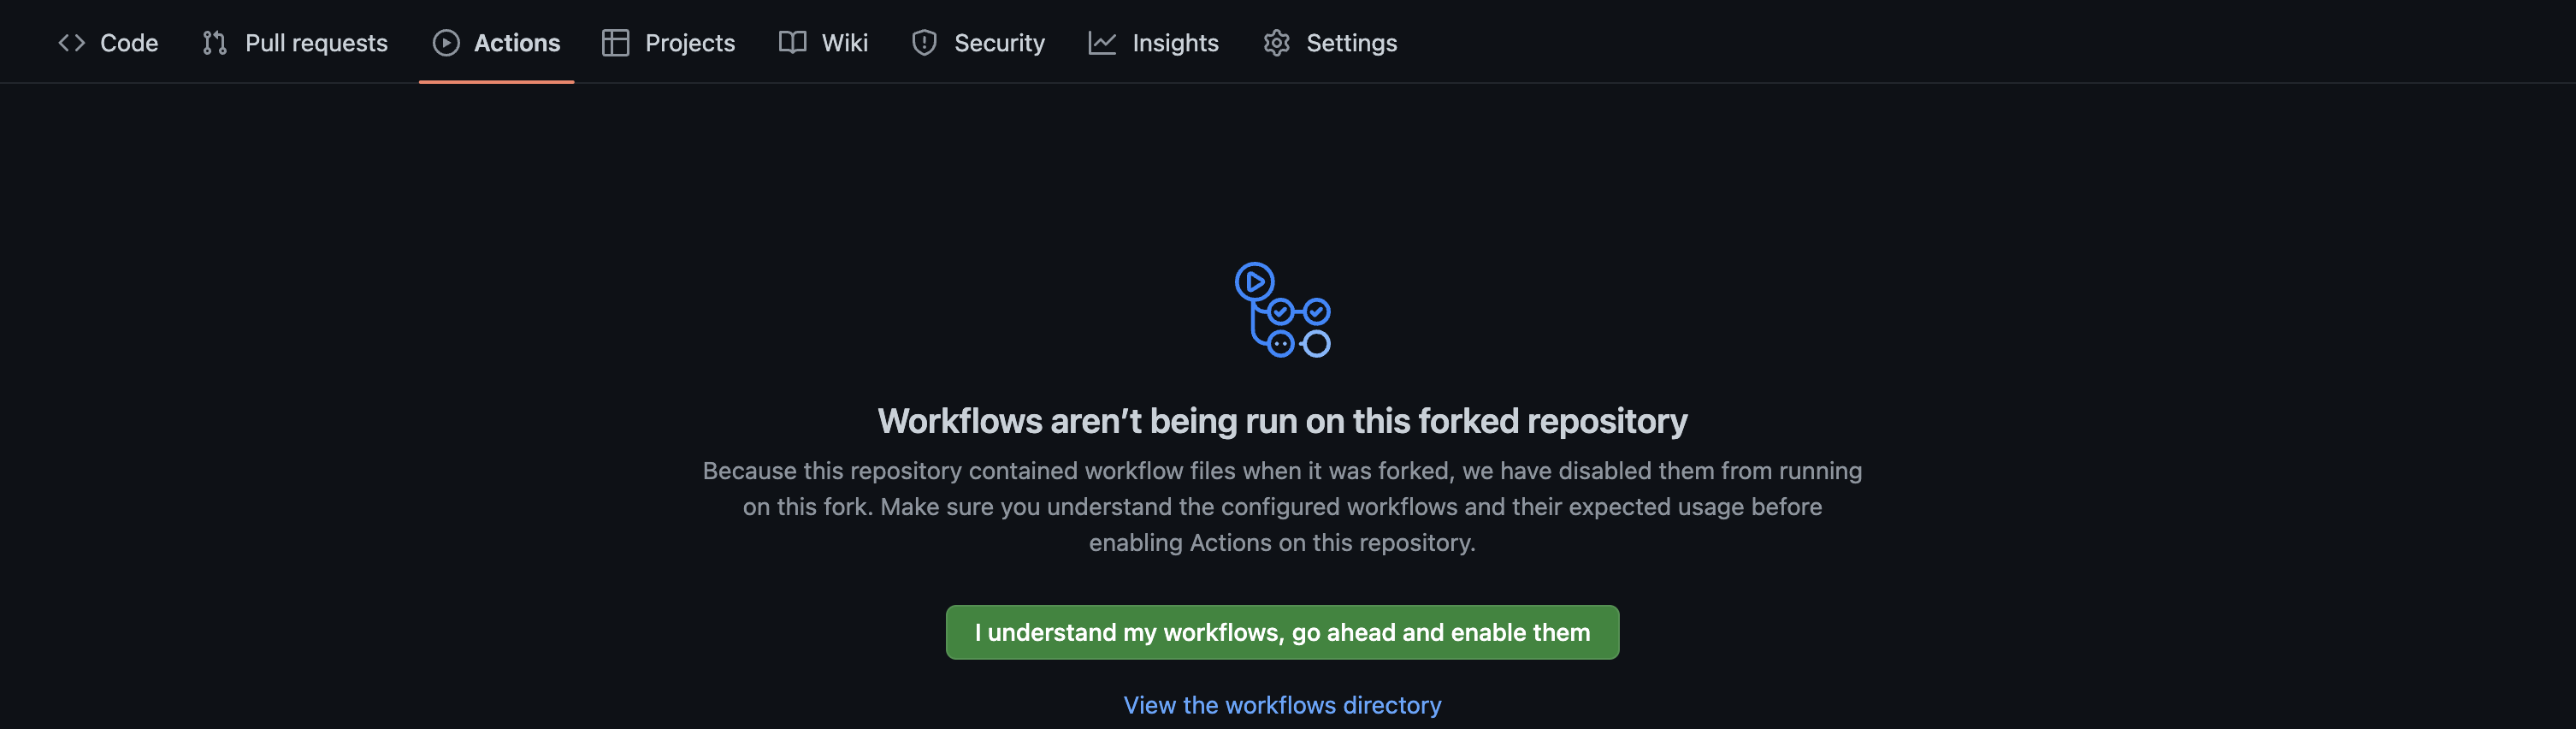 Code Pull requests Actions Projects Wiki Security Insights Settings
Workflows aren’t being run on this forked repository
Because this repository contained workflow files when it was forked, we have disabled them from running
on this fork. Make sure you understand the configured workflows and their expected usage before
enabling Actions on this repository.
I understand my workflows, go ahead and enable them
View the workflows directory